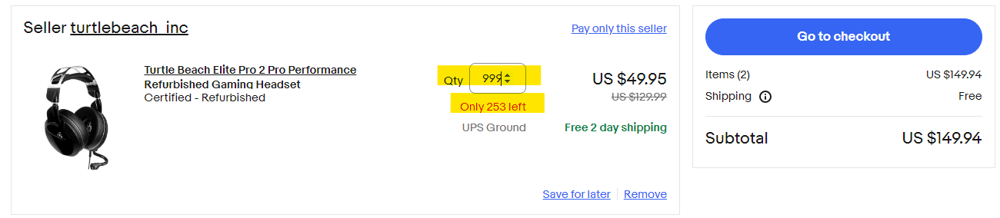 Seller turtlebeach_inc
Pay only this seller
Turtle Beach Elite Pro 2 Pro Performance
Refurbished Gaming Headset
Certified - Refurbished
Qty 999
Only 253 left
UPS Ground
US $49.95
US $129.99
Free 2 day shipping
Save for later
Remove
Go to checkout
Items (2) US $149.94
Shipping Free
Subtotal US $149.94